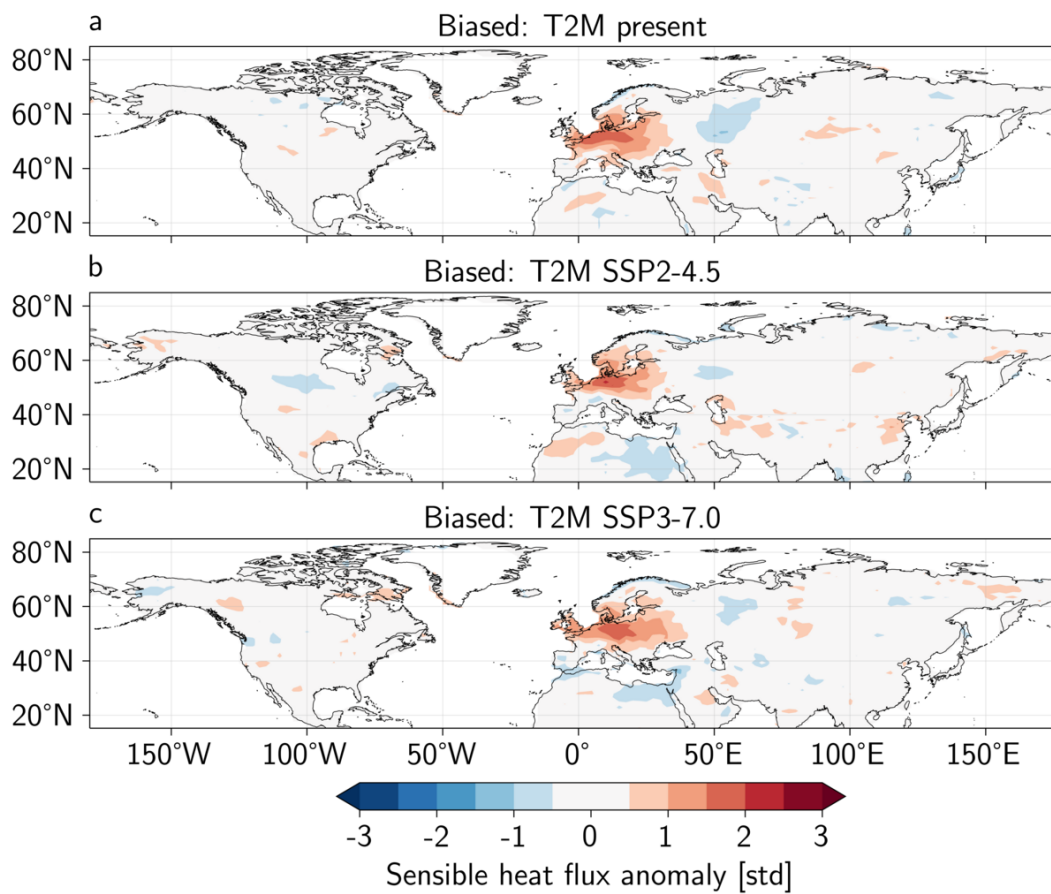 a
Biased: T2M present
80°N
60°N
40°N
20°N
b
Biased: T2M SSP2-4.5
80°N
60°N
40°N
20°N
c
Biased: T2M SSP3-7.0
80°N
60°N
40°N
20°N
150°W 100°W 50°W 0 50°E 100°E 150°E
-3 -2 -1 0 1 2 3
Sensible heat flux anomaly [std]